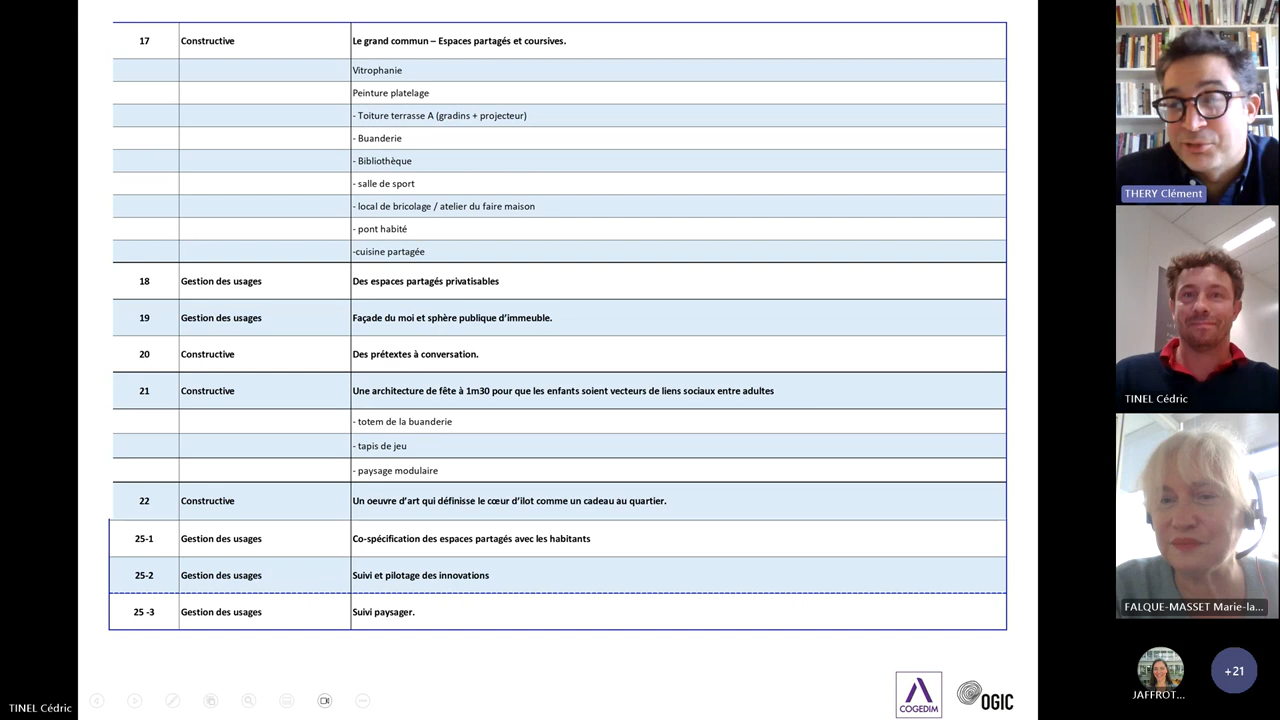 17 Constructive Le grand commun – Espaces partagés et coursives.
Vitrophanie
Peinture platelage
- Toiture terrasse A (gradins + projecteur)
- Buanderie
- Bibliothèque
- salle de sport
- local de bricolage / atelier du faire maison
- pont habité
-cuisine partagée
18 Gestion des usages Des espaces partagés privatisables
19 Gestion des usages Façade du moi et sphère publique d’immeuble.
20 Constructive Des prétextes à conversation.
21 Constructive Une architecture de fête à 1m30 pour que les enfants soient vecteurs de liens sociaux entre adultes
- totem de la buanderie
- tapis de jeu
- paysage modulaire
22 Constructive Un oeuvre d’art qui définisse le cœur d’ilot comme un cadeau au quartier.
25-1 Gestion des usages Co-spécification des espaces partagés avec les habitants
25-2 Gestion des usages Suivi et pilotage des innovations
25 -3 Gestion des usages Suivi paysager.
COGEDIM
OGIC
TINEL Cédric
THERY Clément
TINEL Cédric
FALQUE-MASSET Marie-la...
JAFFROT...
+21